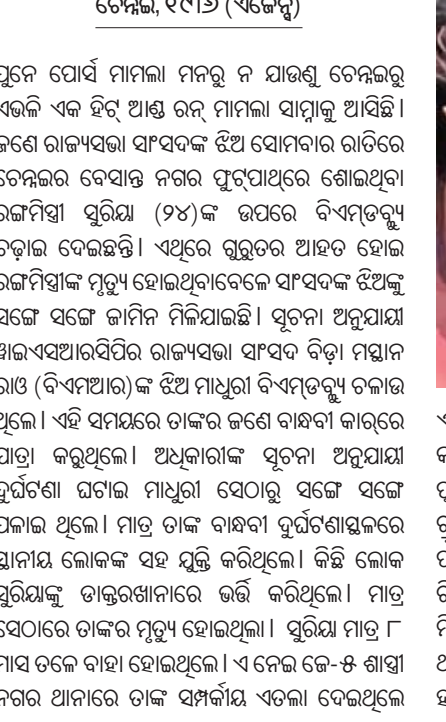 ଚେନ୍ନଇ, ୧୯।୬ (ଏଜେନ୍ସି)
ପୁନେ ପୋର୍ସ ମାମଲା ମନରୁ ନ ଯାଉଣୁ ଚେନ୍ନଇରୁ
ଏଭଳି ଏକ ହିଟ୍ ଆଣ୍ଡ ରନ୍ ମାମଲା ସାମ୍ନାକୁ ଆସିଛି।
ଜଣେ ରାଜ୍ୟସଭା ସାଂସଦଙ୍କ ଝିଅ ସୋମବାର ରାତିରେ
ଚେନ୍ନଇର ବେସାନ୍ତ ନଗର ଫୁଟ୍‌ପାଥ୍‌ରେ ଶୋଇଥିବା
ରଙ୍ଗମିସ୍ତ୍ରୀ ସୁରିୟା (୨୪)ଙ୍କ ଉପରେ ବିଏମ୍‌ଡବ୍ଲ୍ୟୁ
ଚଢ଼ାଇ ଦେଇଛନ୍ତି। ଏଥିରେ ଗୁରୁତର ଆହତ ହୋଇ
ରଙ୍ଗମିସ୍ତ୍ରୀଙ୍କ ମୃତ୍ୟୁ ହୋଇଥିବାବେଳେ ସାଂସଦଙ୍କ ଝିଅଙ୍କୁ
ସଙ୍ଗେ ସଙ୍ଗେ ଜାମିନ ମିଳିଯାଇଛି। ସୂଚନା ଅନୁଯାୟୀ
ୱାଇଏସଆରସିପିର ରାଜ୍ୟସଭା ସାଂସଦ ବିଡ଼ା ମସ୍ତାନ
ରାଓ (ବିଏମଆର)ଙ୍କ ଝିଅ ମାଧୁରୀ ବିଏମ୍‌ଡବ୍ଲ୍ୟୁ ଚଳାଉ
ଥିଲେ। ଏହି ସମୟରେ ତାଙ୍କର ଜଣେ ବାନ୍ଧବୀ କାର୍‌ରେ
ଯାତ୍ରା କରୁଥିଲେ। ଅଧିକାରୀଙ୍କ ସୂଚନା ଅନୁଯାୟୀ
ଦୁର୍ଘଟଣା ଘଟାଇ ମାଧୁରୀ ସେଠାରୁ ସଙ୍ଗେ ସଙ୍ଗେ
ପଳାଇ ଥିଲେ। ମାତ୍ର ତାଙ୍କ ବାନ୍ଧବୀ ଦୁର୍ଘଟଣାସ୍ଥଳରେ
ସ୍ଥାନୀୟ ଲୋକଙ୍କ ସହ ଯୁକ୍ତି କରିଥିଲେ। କିଛି ଲୋକ
ସୁରିୟାଙ୍କୁ ଡାକ୍ତରଖାନାରେ ଭର୍ତ୍ତି କରିଥିଲେ। ମାତ୍ର
ସେଠାରେ ତାଙ୍କର ମୃତ୍ୟୁ ହୋଇଥିଲା। ସୁରିୟା ମାତ୍ର ୮
ମାସ ତଳେ ବାହା ହୋଇଥିଲେ। ଏ ନେଇ ଜେ-୫ ଶାସ୍ତ୍ରୀ
ନଗର ଥାନାରେ ତାଙ୍କ ସମ୍ପର୍କୀୟ ଏତଲା ଦେଇଥିଲେ